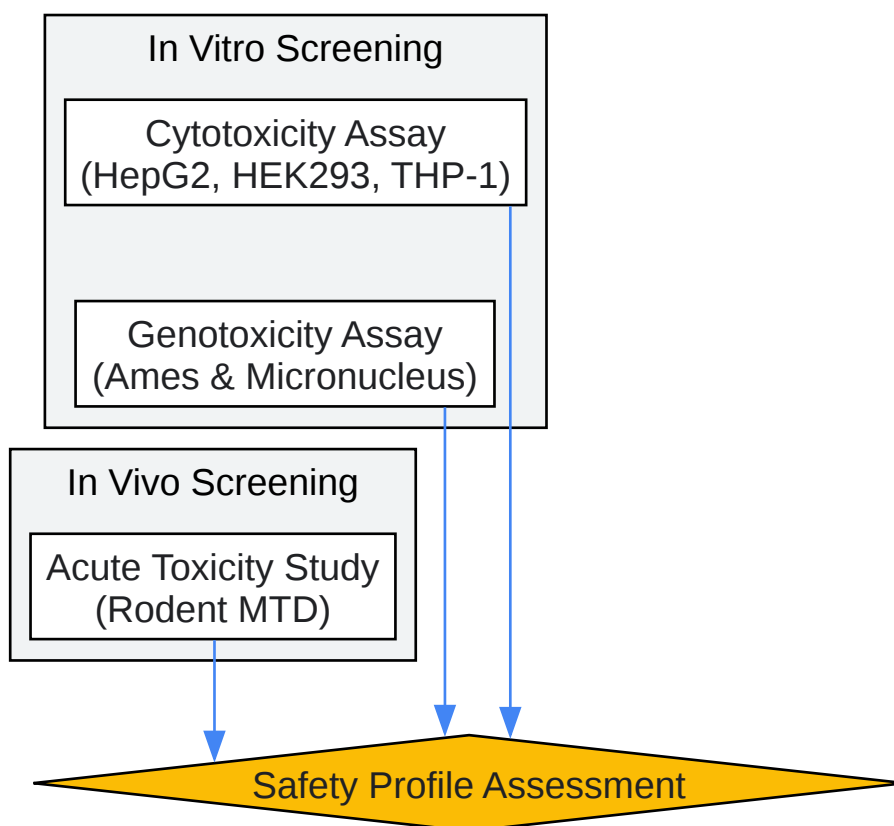 In Vitro Screening
Cytotoxicity Assay
(HepG2, HEK293, THP-1)
Genotoxicity Assay
(Ames & Micronucleus)
In Vivo Screening
Acute Toxicity Study
(Rodent MTD)
Safety Profile Assessment